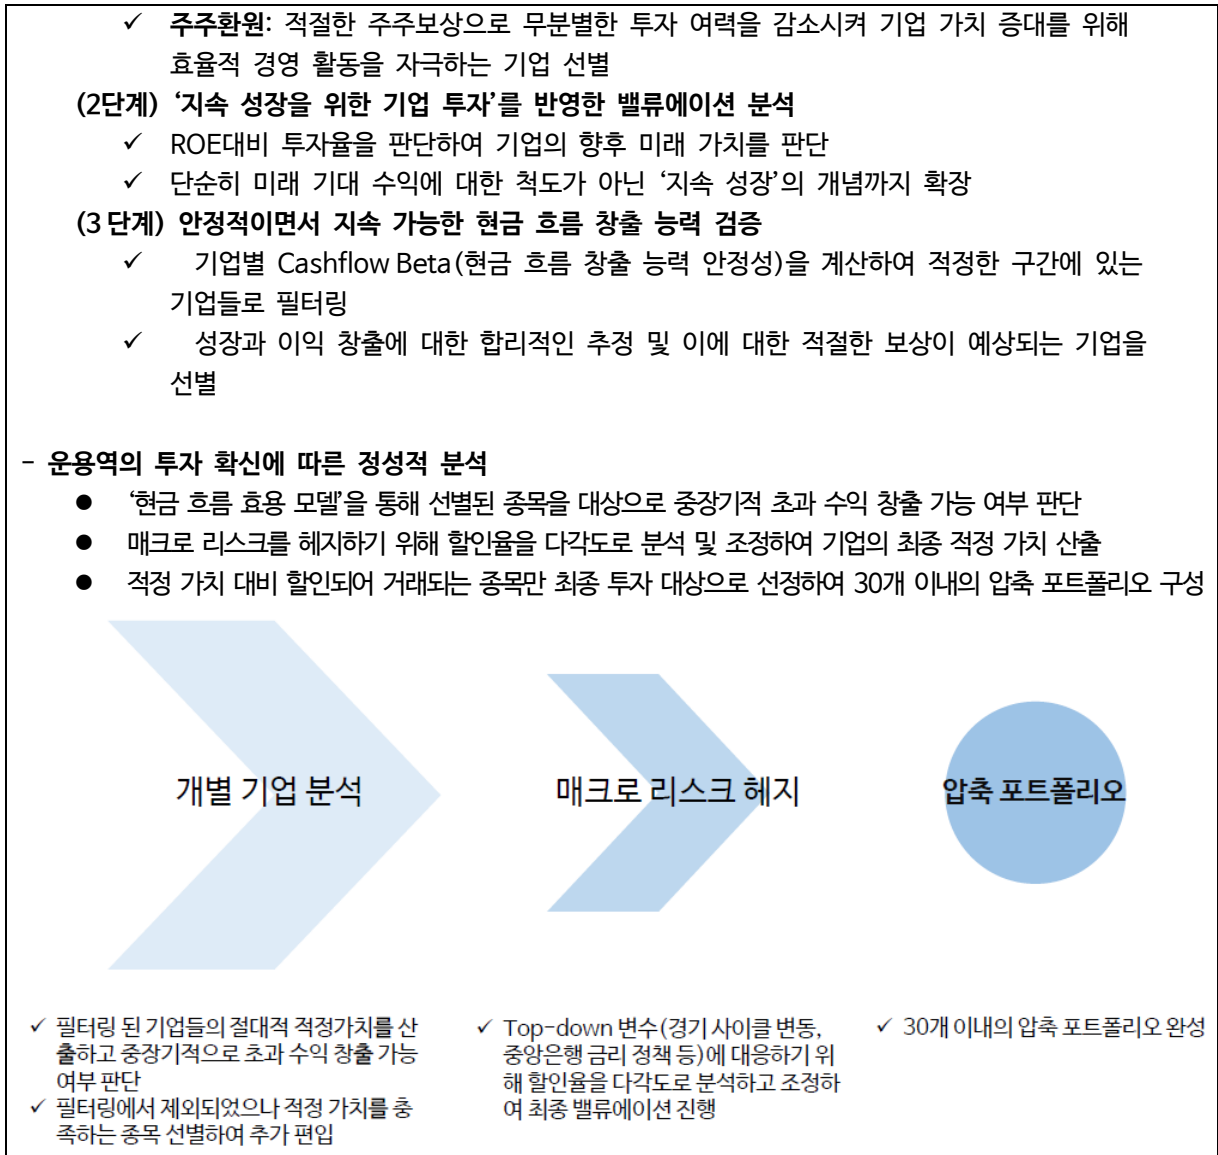 ✓ 주주환원: 적절한 주주보상으로 무분별한 투자 여력을 감소시켜 기업 가치 증대를 위해
효율적 경영 활동을 자극하는 기업 선별
(2단계) ‘지속 성장을 위한 기업 투자’를 반영한 밸류에이션 분석
✓ ROE대비 투자율을 판단하여 기업의 향후 미래 가치를 판단
✓ 단순히 미래 기대 수익에 대한 척도가 아닌 ‘지속 성장’의 개념까지 확장
(3단계) 안정적이면서 지속 가능한 현금 흐름 창출 능력 검증
✓ 기업별 Cashflow Beta(현금 흐름 창출 능력 안정성)을 계산하여 적정한 구간에 있는
기업들로 필터링
✓ 성장과 이익 창출에 대한 합리적인 추정 및 이에 대한 적절한 보상이 예상되는 기업을
선별
- 운용역의 투자 확신에 따른 정성적 분석
● ‘현금 흐름 효용 모델’을 통해 선별된 종목을 대상으로 중장기적 초과 수익 창출 가능 여부 판단
● 매크로 리스크를 헤지하기 위해 할인율을 다각도로 분석 및 조정하여 기업의 최종 적정 가치 산출
● 적정 가치 대비 할인되어 거래되는 종목만 최종 투자 대상으로 선정하여 30개 이내의 압축 포트폴리오 구성
개별 기업 분석
매크로 리스크 헤지
압축 포트폴리오
✓ 필터링 된 기업들의 절대적 적정가치를 산
출하고 중장기적으로 초과 수익 창출 가능
여부 판단
✓ 필터링에서 제외되었으나 적정 가치를 충
족하는 종목 선별하여 추가 편입
✓ Top-down 변수(경기 사이클 변동,
중앙은행 금리 정책 등)에 대응하기 위
해 할인율을 다각도로 분석하고 조정하
여 최종 밸류에이션 진행
✓ 30개 이내의 압축 포트폴리오 완성